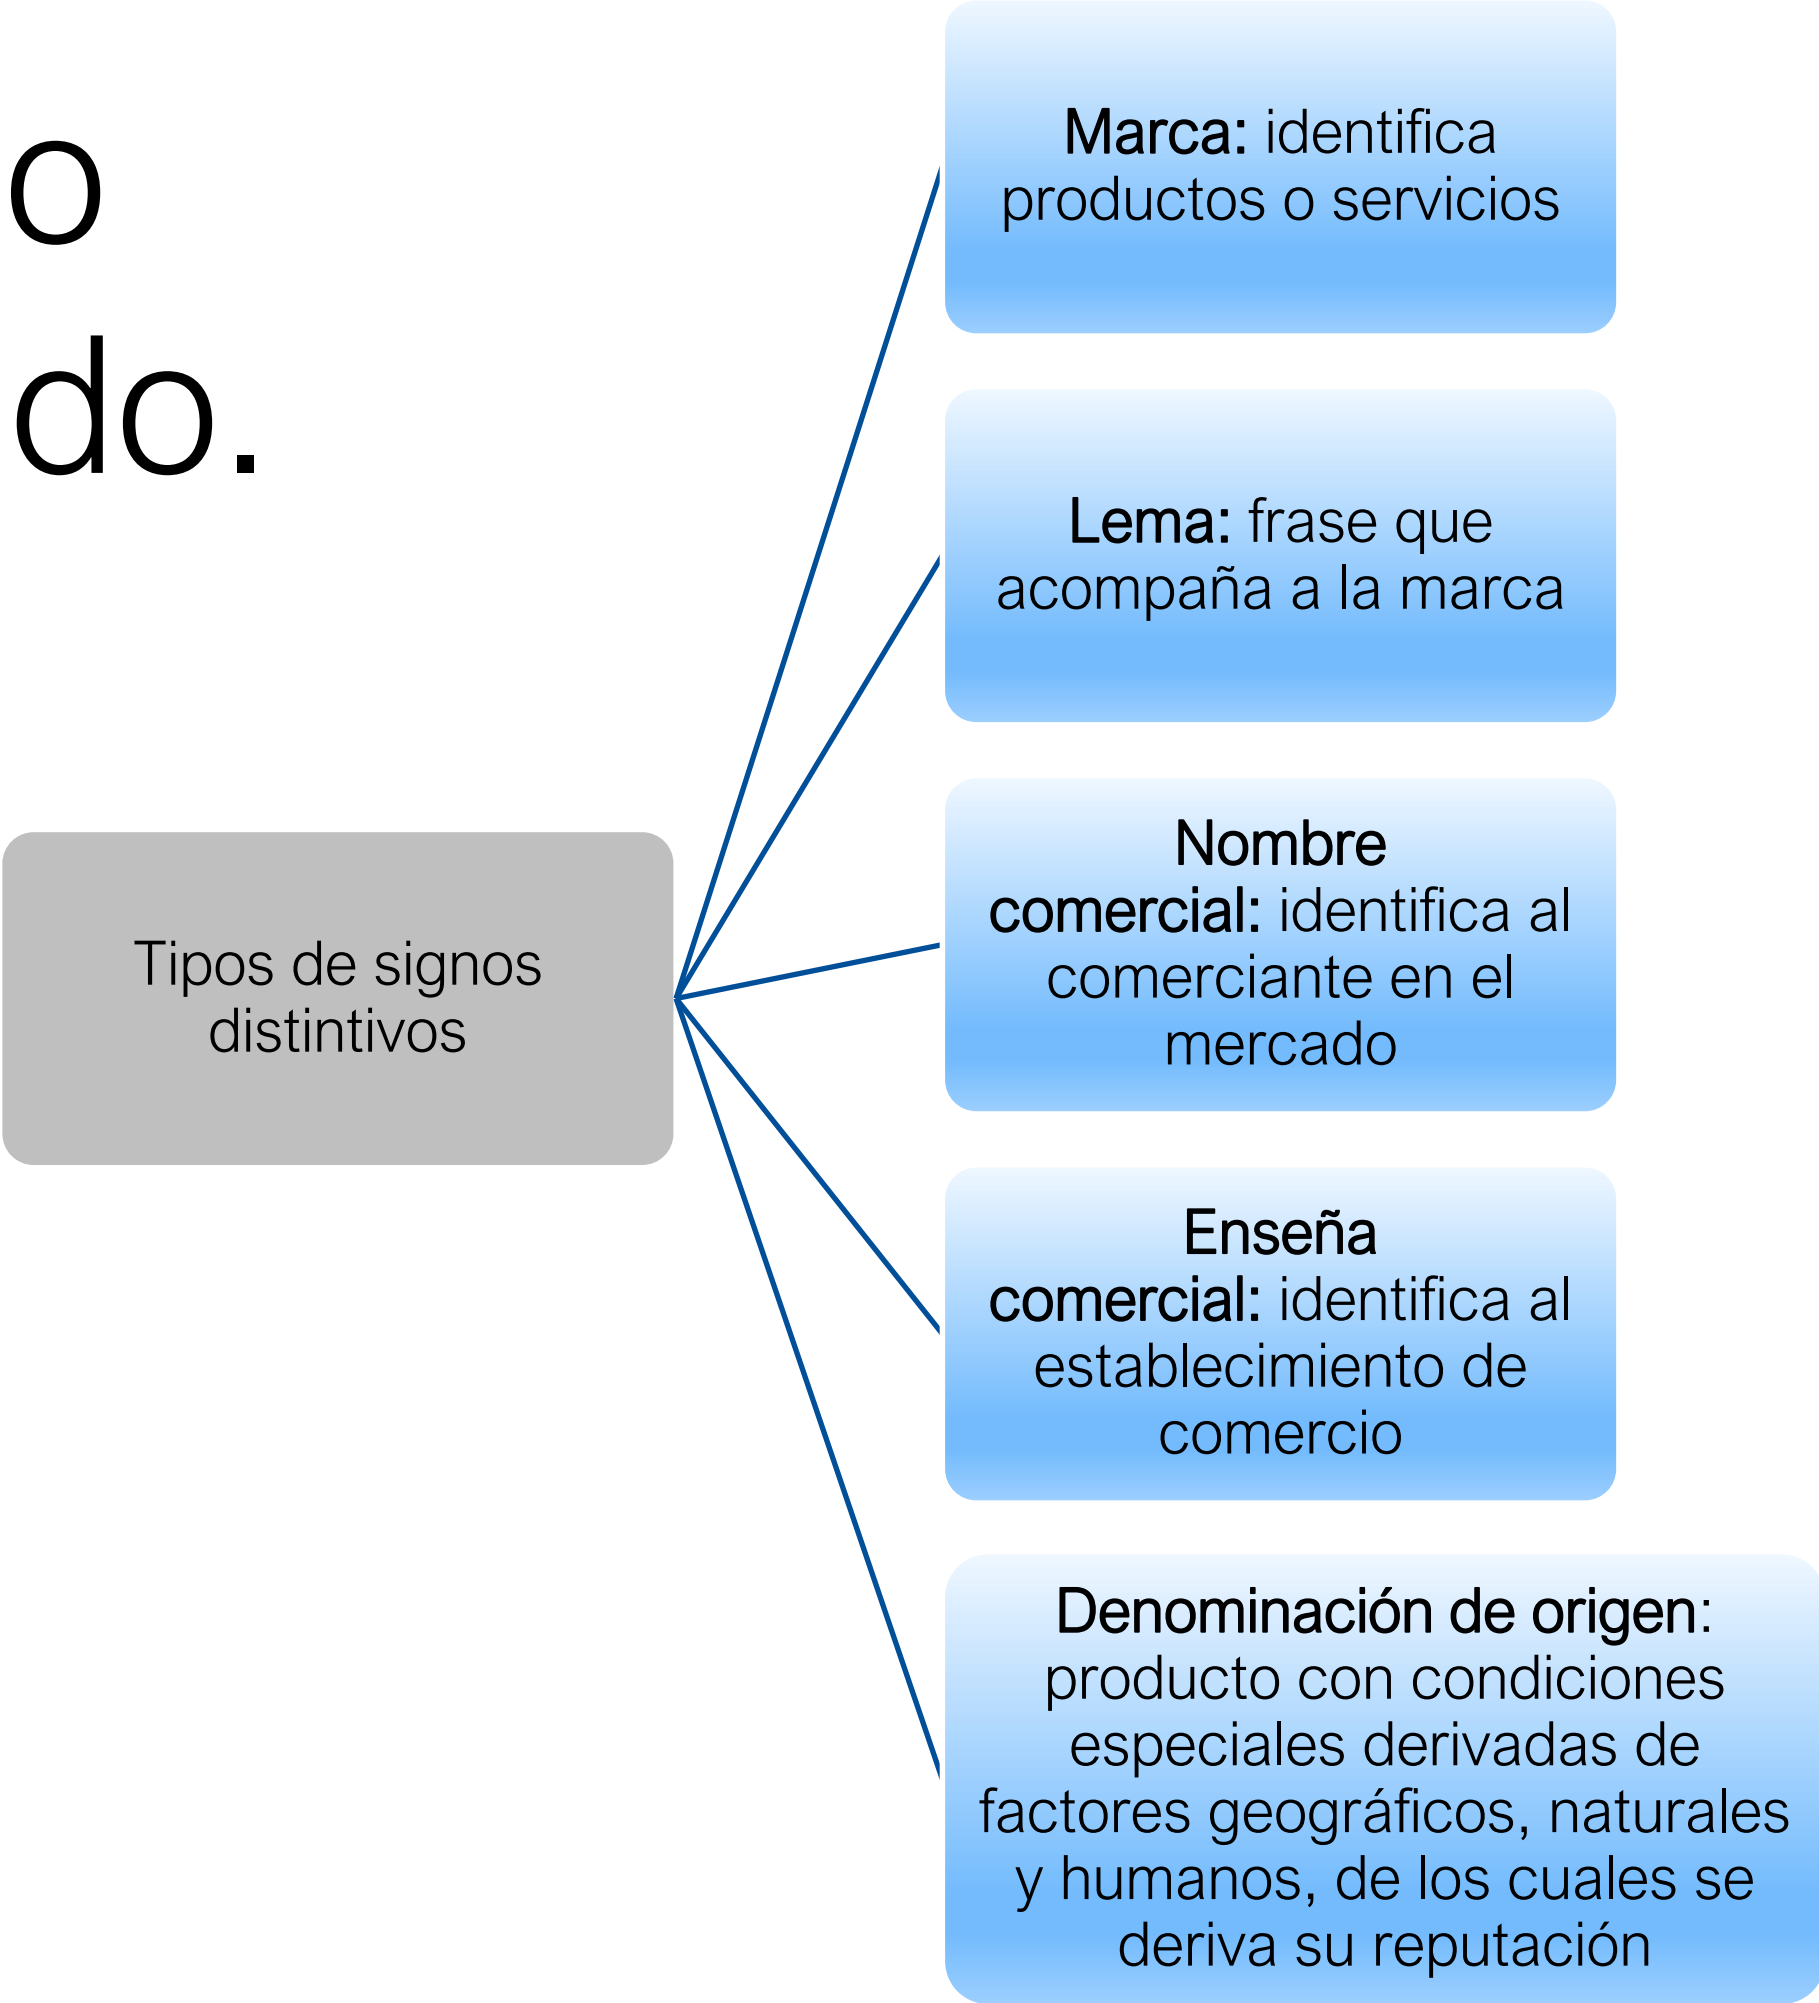 o
do.
Tipos de signos
distintivos
Marca: identifica
productos o servicios
Lema: frase que
acompaña a la marca
Nombre
comercial: identifica al
comerciante en el
mercado
Enseña
comercial: identifica al
establecimiento de
comercio
Denominación de origen:
producto con condiciones
especiales derivadas de
factores geográficos, naturales
y humanos, de los cuales se
deriva su reputación